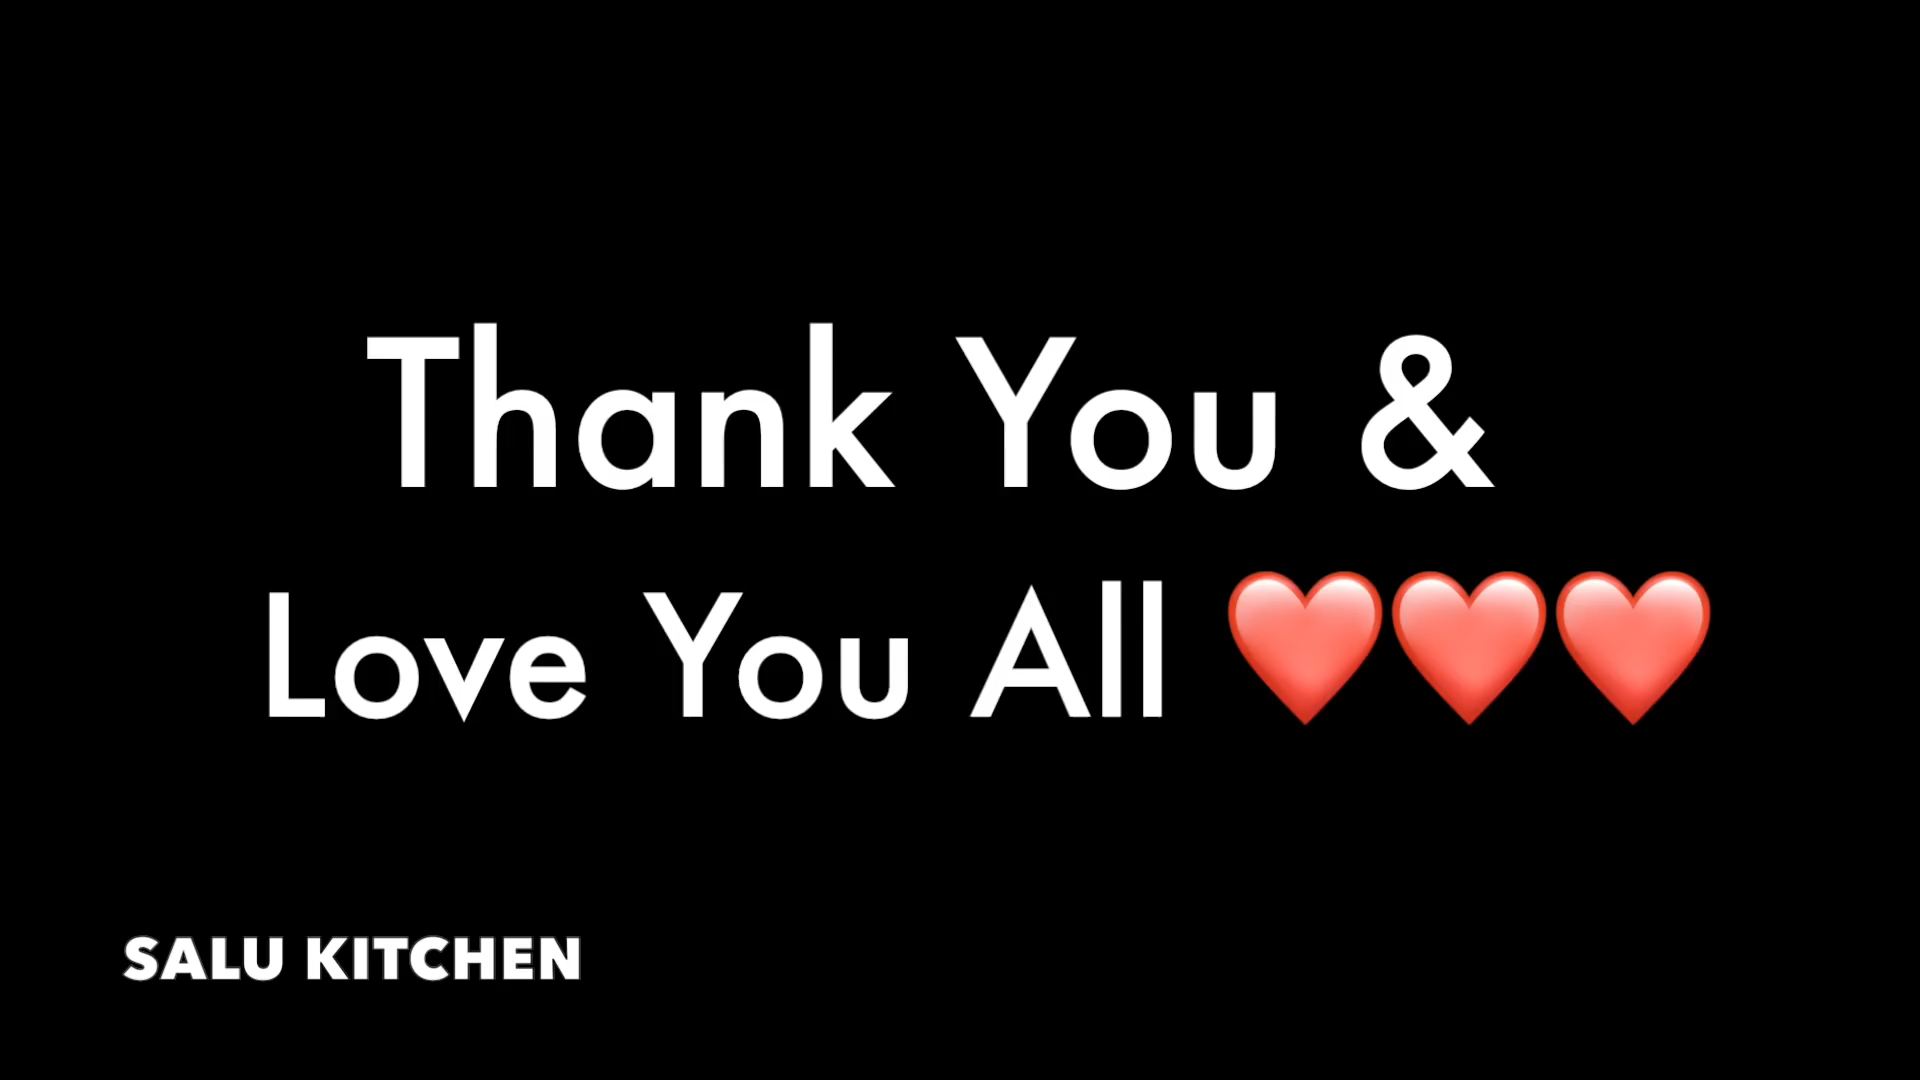 Thank You &
Love You All ❤️❤️❤️
SALU KITCHEN